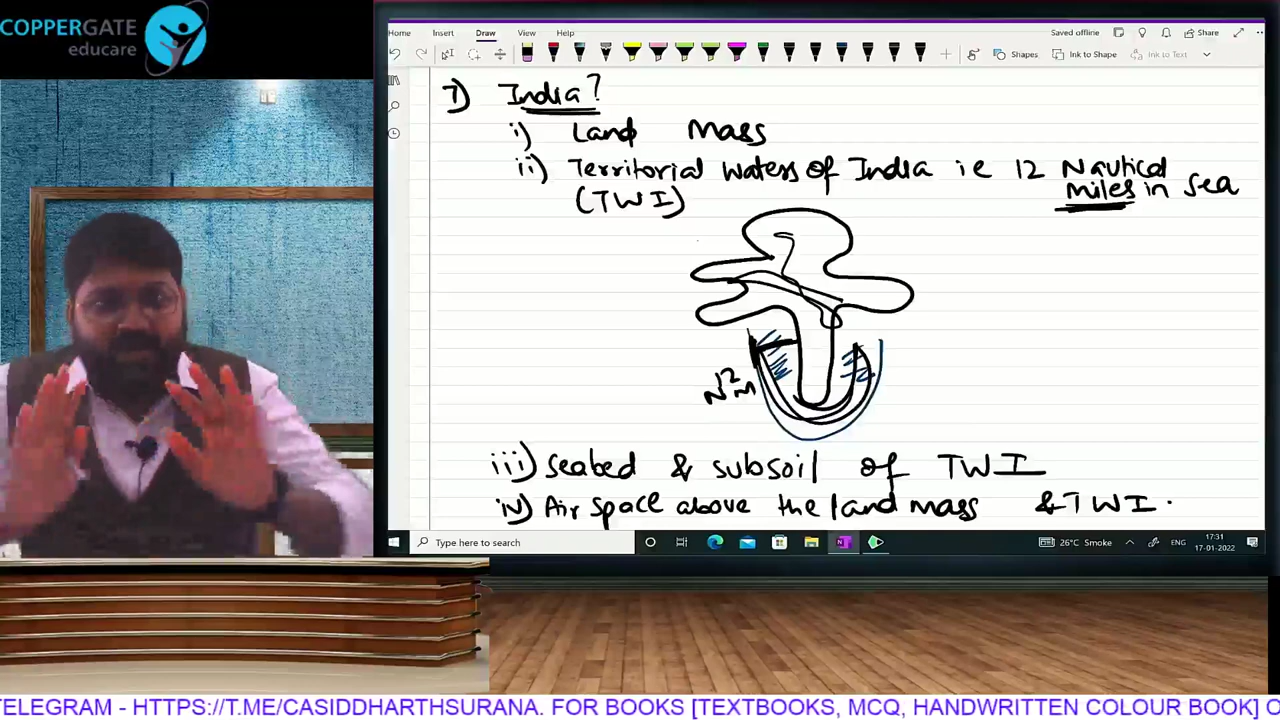 COPPERGATE
educare
Home Insert Draw View Help
Saved offline
Share
Shapes
Ink to Shape
Ink to Text
I) India?
i) Land Mass
ii) Territorial waters of India ie 12 Nautical
miles in sea
(TWI)
12
NM
iii) Seabed & subsoil of TWI
iv) Air space above the land mass & TWI.
Type here to search
26°C Smoke
ENG
17:31
17-01-2022
TELEGRAM - HTTPS://T.ME/CASIDDHARTHSURANA. FOR BOOKS [TEXTBOOKS, MCQ, HANDWRITTEN COLOUR BOOK] C